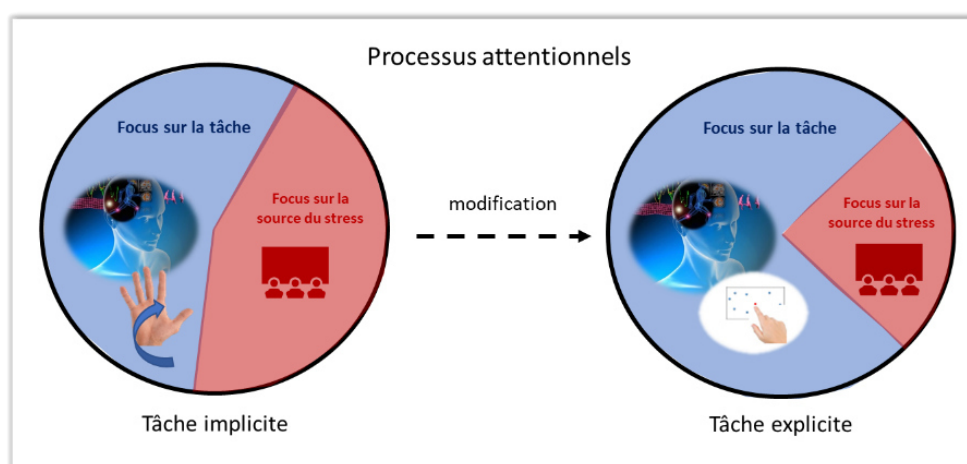 Processus attentionnels
Focus sur la tâche
Focus sur la
source du stress
Tâche implicite
modification
Focus sur la tâche
Focus sur la
source du stress
Tâche explicite